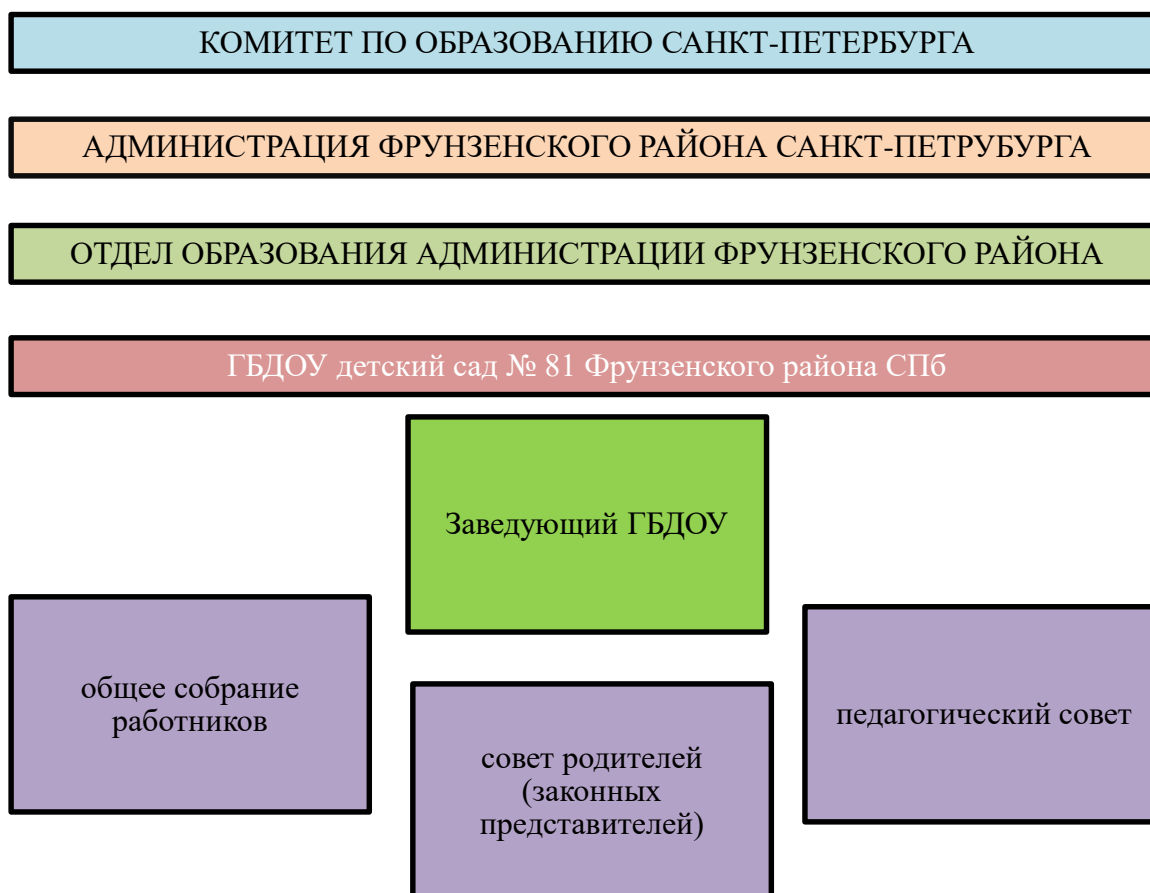 КОМИТЕТ ПО ОБРАЗОВАНИЮ САНКТ-ПЕТЕРБУРГА
АДМИНИСТРАЦИЯ ФРУНЗЕНСКОГО РАЙОНА САНКТ-ПЕТРУБУРГА
ОТДЕЛ ОБРАЗОВАНИЯ АДМИНИСТРАЦИИ ФРУНЗЕНСКОГО РАЙОНА
ГБДОУ детский сад № 81 Фрунзенского района СПб
Заведующий ГБДОУ
общее собрание
работников
совет родителей
(законных
представителей)
педагогический совет